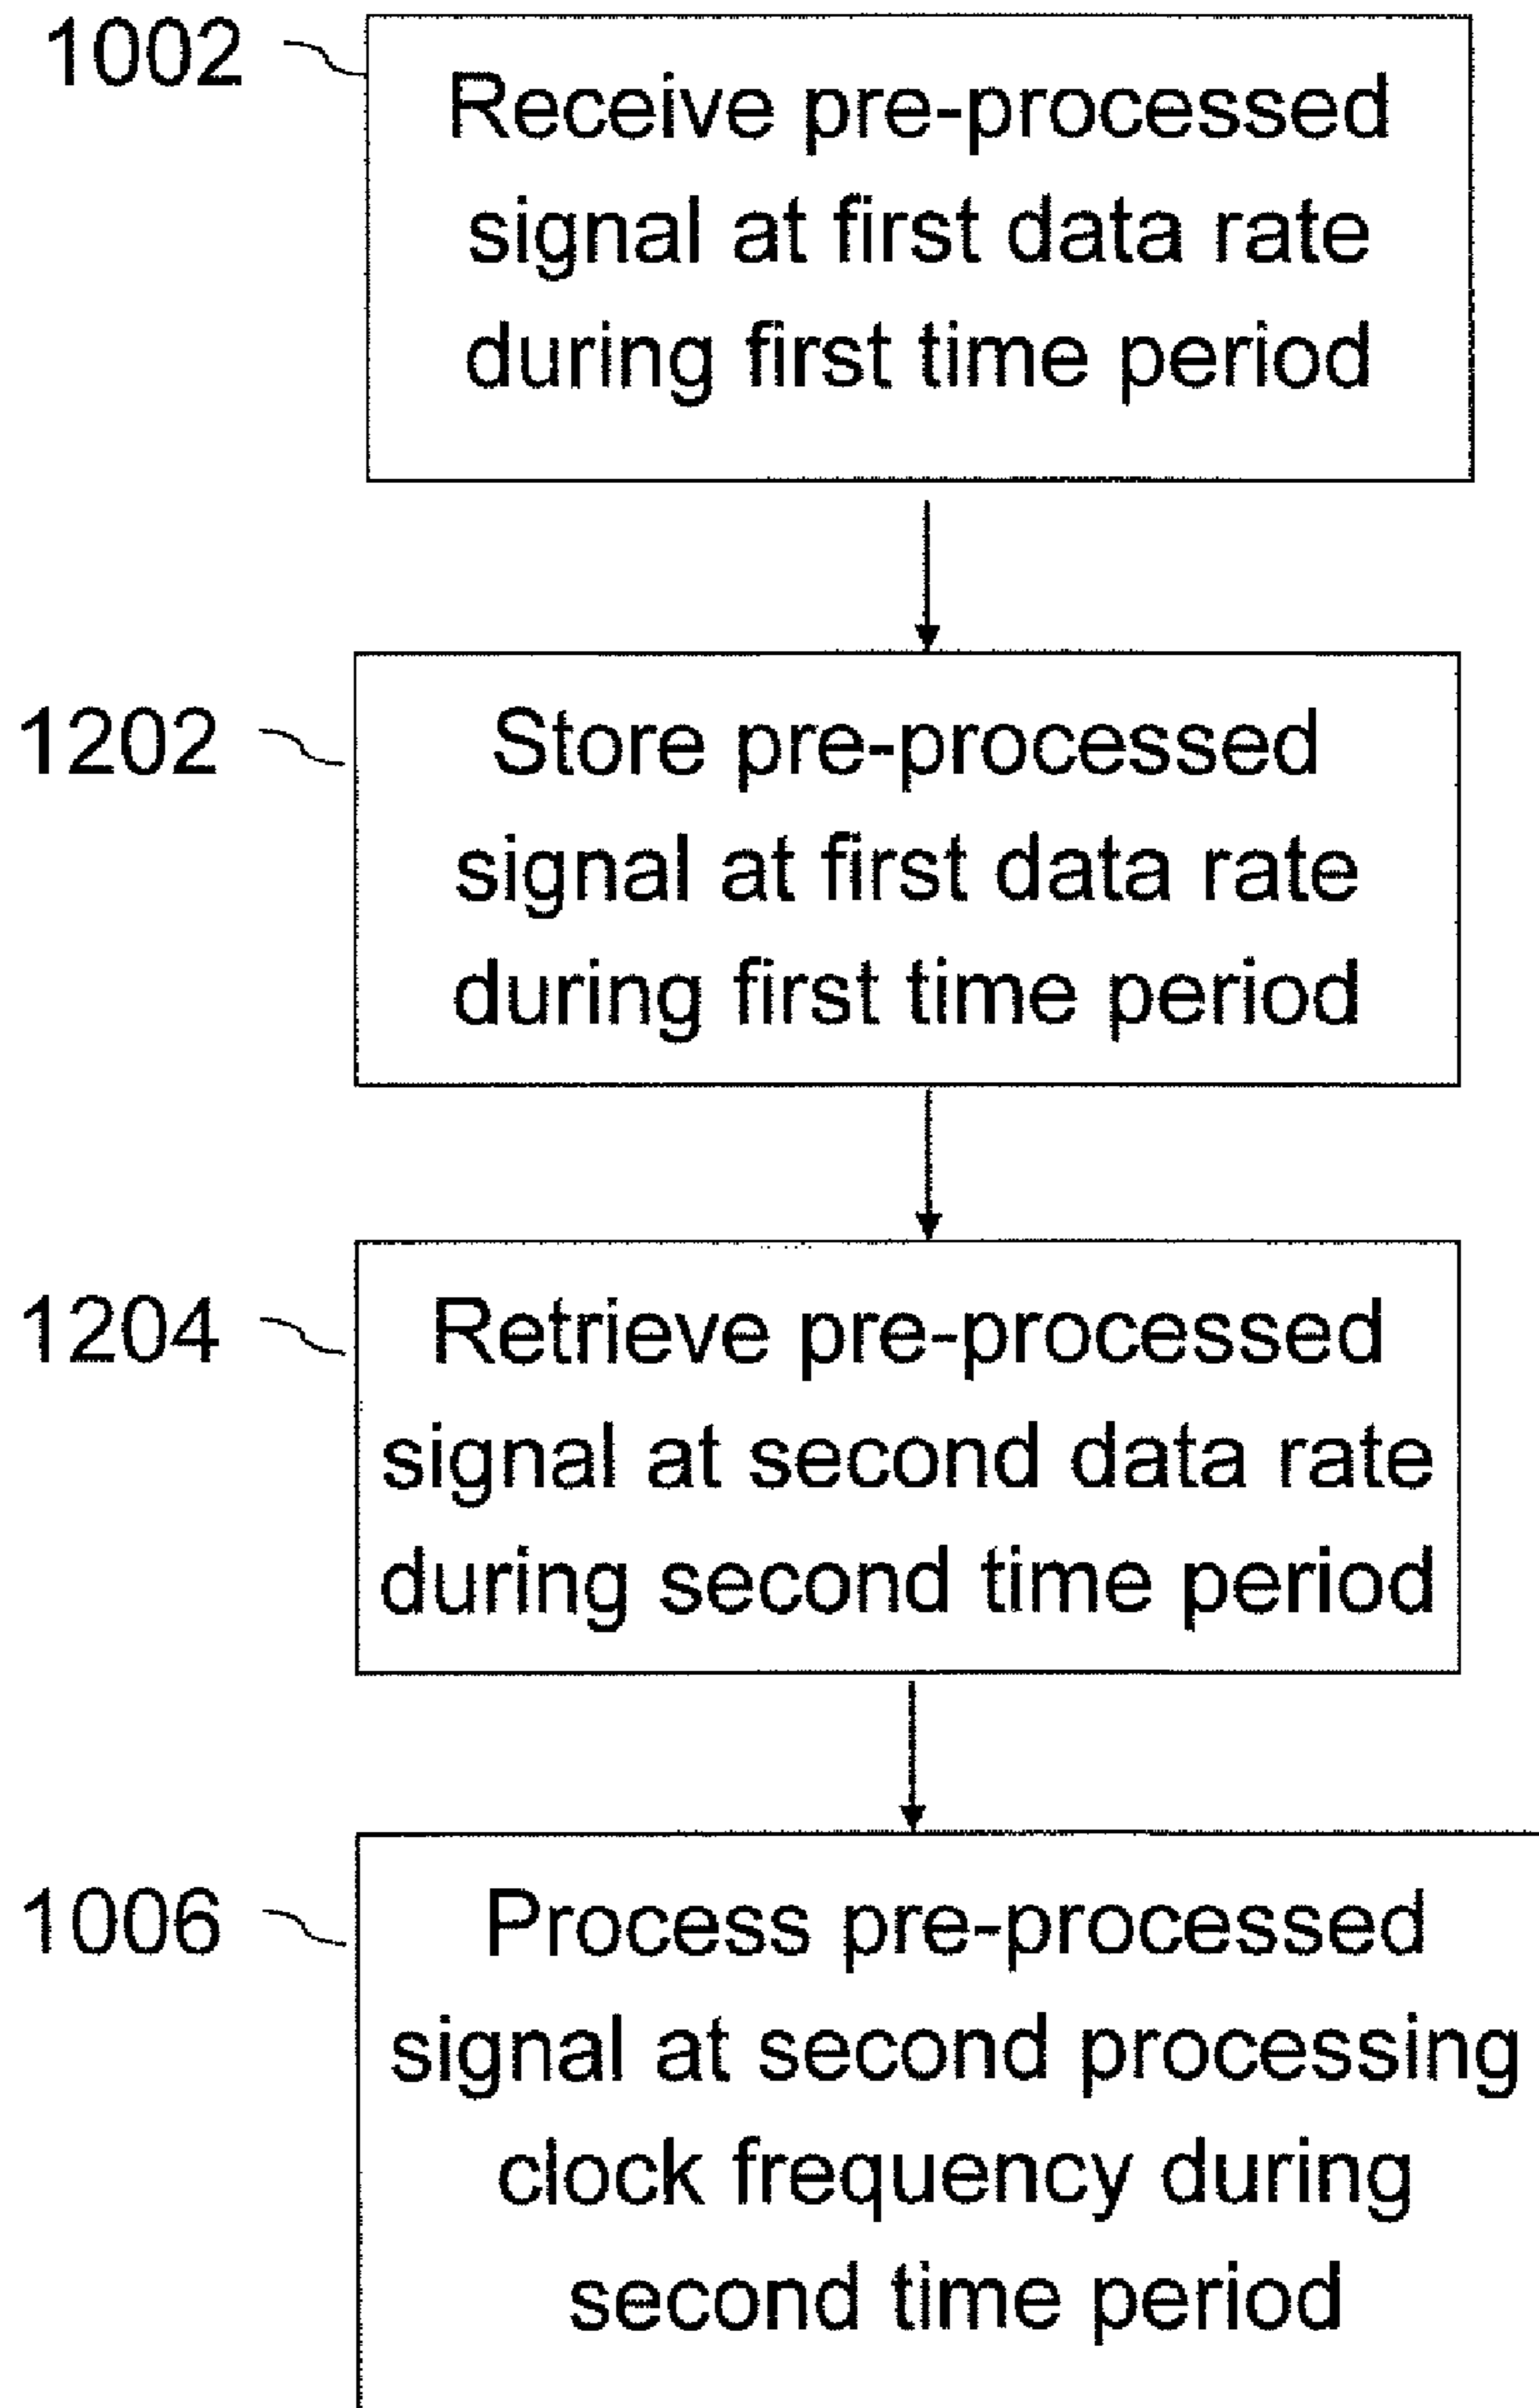 1002
Receive pre-processed
signal at first data rate
during first time period
1202
Store pre-processed
signal at first data rate
during first time period
1204
Retrieve pre-processed
signal at second data rate
during second time period
1006
Process pre-processed
signal at second processing
clock frequency during
second time period